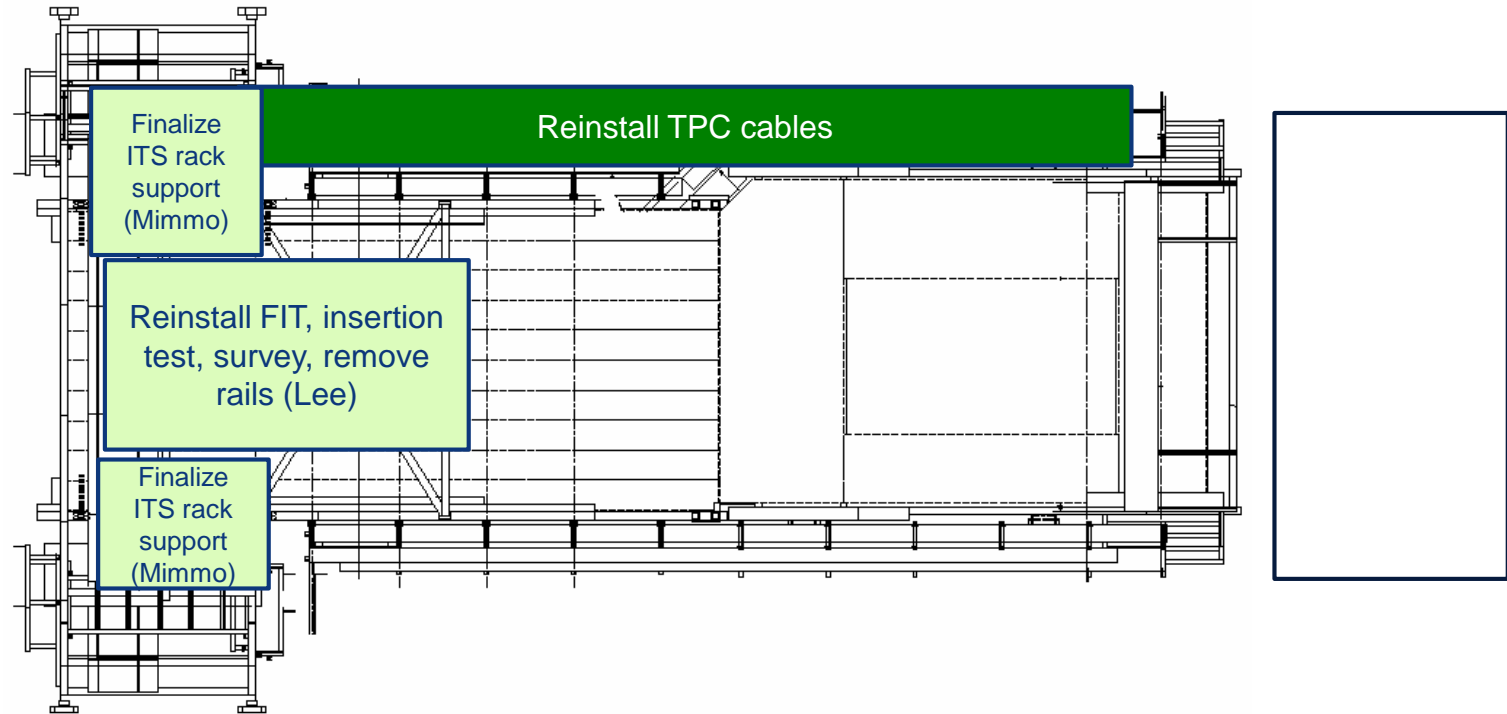 Finalize
ITS rack
support
(Mimmo)
Reinstall TPC cables
Reinstall FIT, insertion
test, survey, remove
rails (Lee)
Finalize
ITS rack
support
(Mimmo)